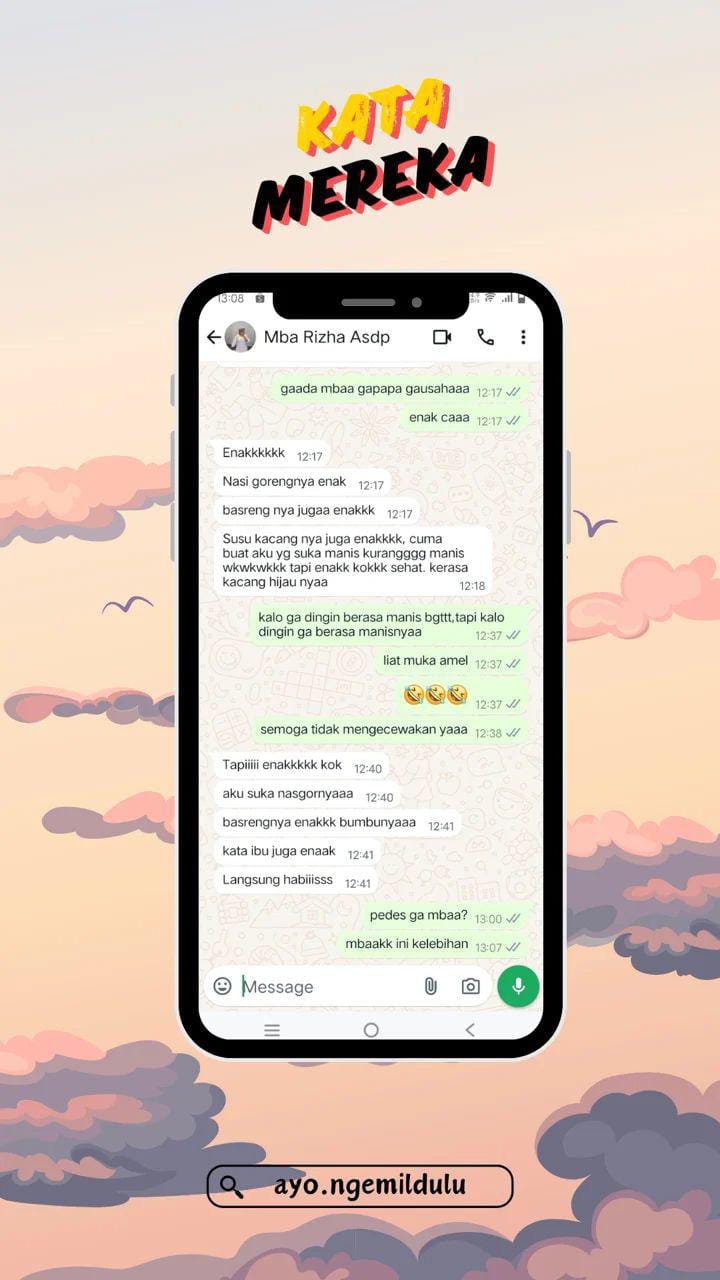 KATA
MEREKA
13:08
Mba Rizha Asdp
gaada mbaa gapapa gausahaaa 12:17
enak caaa 12:17
Enakkkkkk 12:17
Nasi gorengnya enak 12:17
basreng nya jugaa enakkk 12:17
Susu kacang nya juga enakkkk, cuma
buat aku yg suka manis kurangggg manis
wkwkwkkk tapi enakk kokkk sehat. kerasa
kacang hijau nyaa
12:18
kalo ga dingin berasa manis bgttt,tapi kalo
dingin ga berasa manisnyaa 12:37
liat muka amel 12:37
🤣🤣🤣 12:37
semoga tidak mengecewakan yaaa 12:38
Tapiiiii enakkkkk kok 12:40
aku suka nasgornyaaa 12:40
basrengnya enakkk bumbunyaaa 12:41
kata ibu juga enaak 12:41
Langsung habiiisss 12:41
pedes ga mbaa? 13:00
mbaakk ini kelebihan 13:07
Message
ayo.ngemildulu